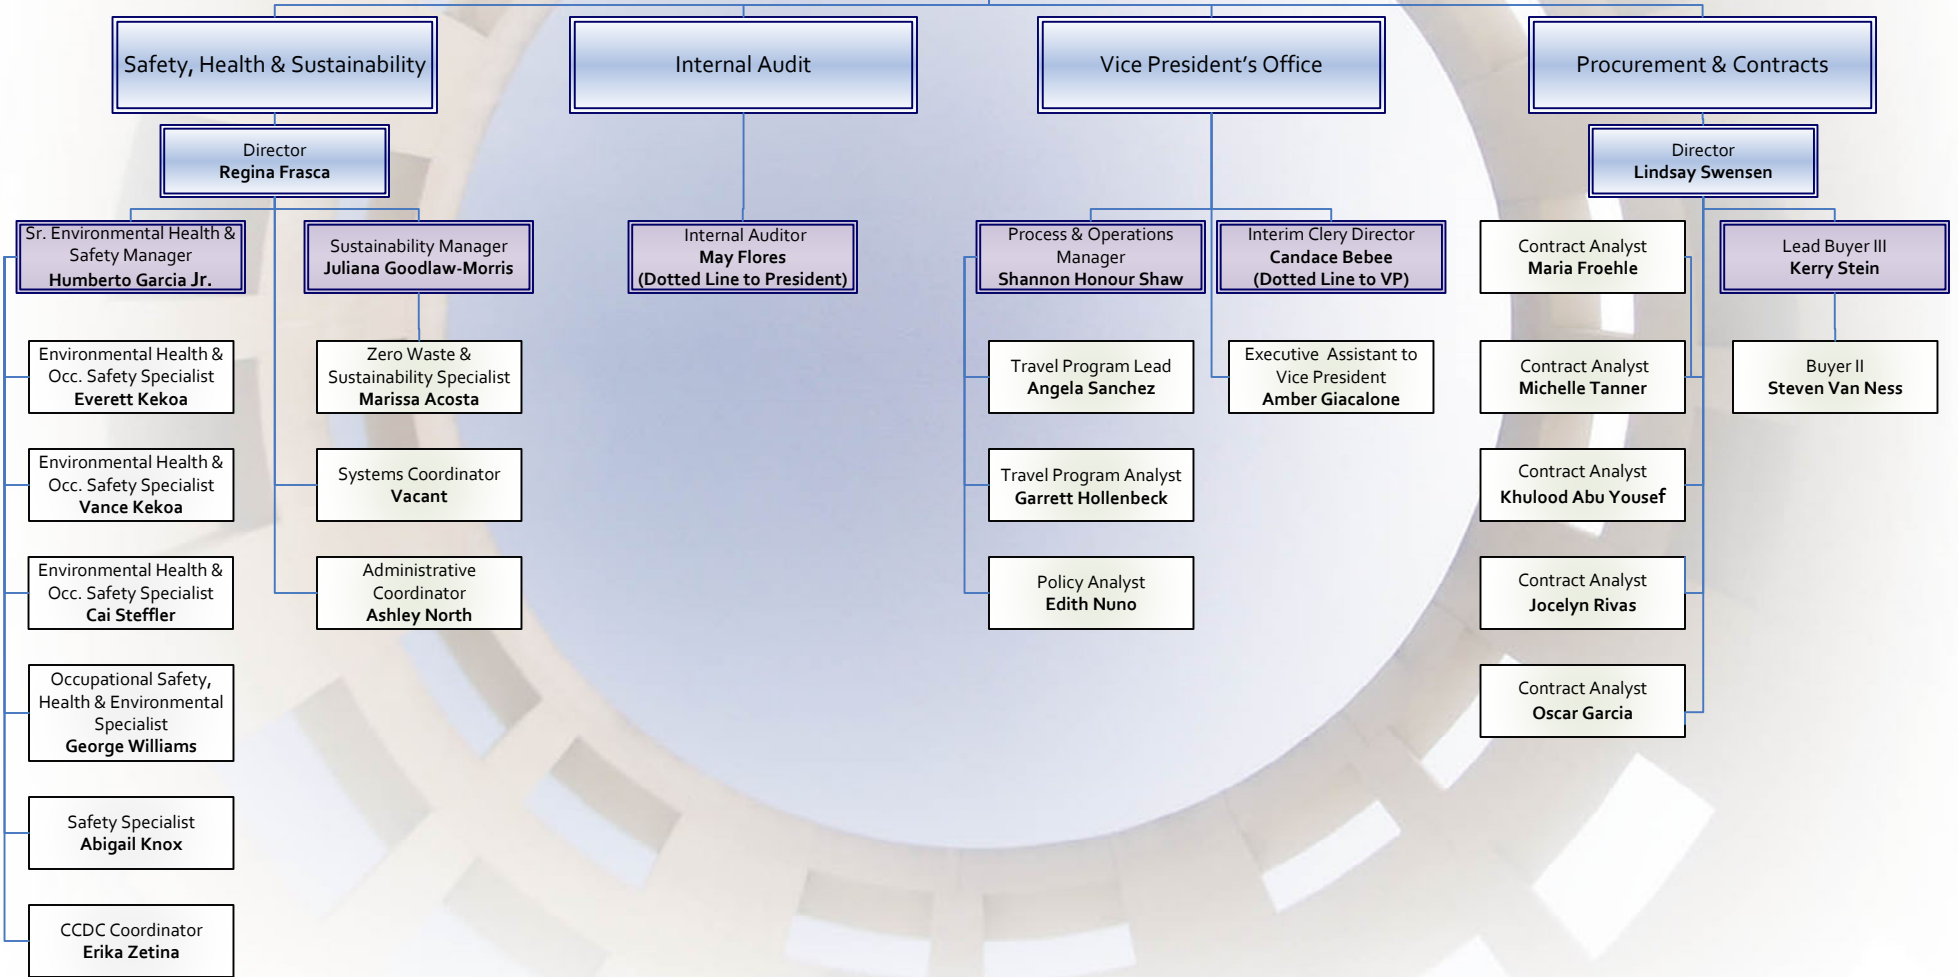 Safety, Health & Sustainability
Internal Audit
Vice President's Office
Procurement & Contracts
Director
Regina Frasca
Director
Lindsay Swensen
Sr. Environmental Health &
Safety Manager
Humberto Garcia Jr.
Sustainability Manager
Juliana Goodlaw-Morris
Internal Auditor
May Flores
(Dotted Line to President)
Process & Operations
Manager
Shannon Honour Shaw
Interim Clery Director
Candace Bebee
(Dotted Line to VP)
Contract Analyst
Maria Froehle
Lead Buyer III
Kerry Stein
Environmental Health &
Occ. Safety Specialist
Everett Kekoa
Zero Waste &
Sustainability Specialist
Marissa Acosta
Travel Program Lead
Angela Sanchez
Executive Assistant to
Vice President
Amber Giacalone
Contract Analyst
Michelle Tanner
Buyer II
Steven Van Ness
Environmental Health &
Occ. Safety Specialist
Vance Kekoa
Systems Coordinator
Vacant
Travel Program Analyst
Garrett Hollenbeck
Contract Analyst
Khulood Abu Yousef
Environmental Health &
Occ. Safety Specialist
Cai Steffler
Administrative
Coordinator
Ashley North
Policy Analyst
Edith Nuno
Contract Analyst
Jocelyn Rivas
Occupational Safety,
Health & Environmental
Specialist
George Williams
Contract Analyst
Oscar Garcia
Safety Specialist
Abigail Knox
CCDC Coordinator
Erika Zetina